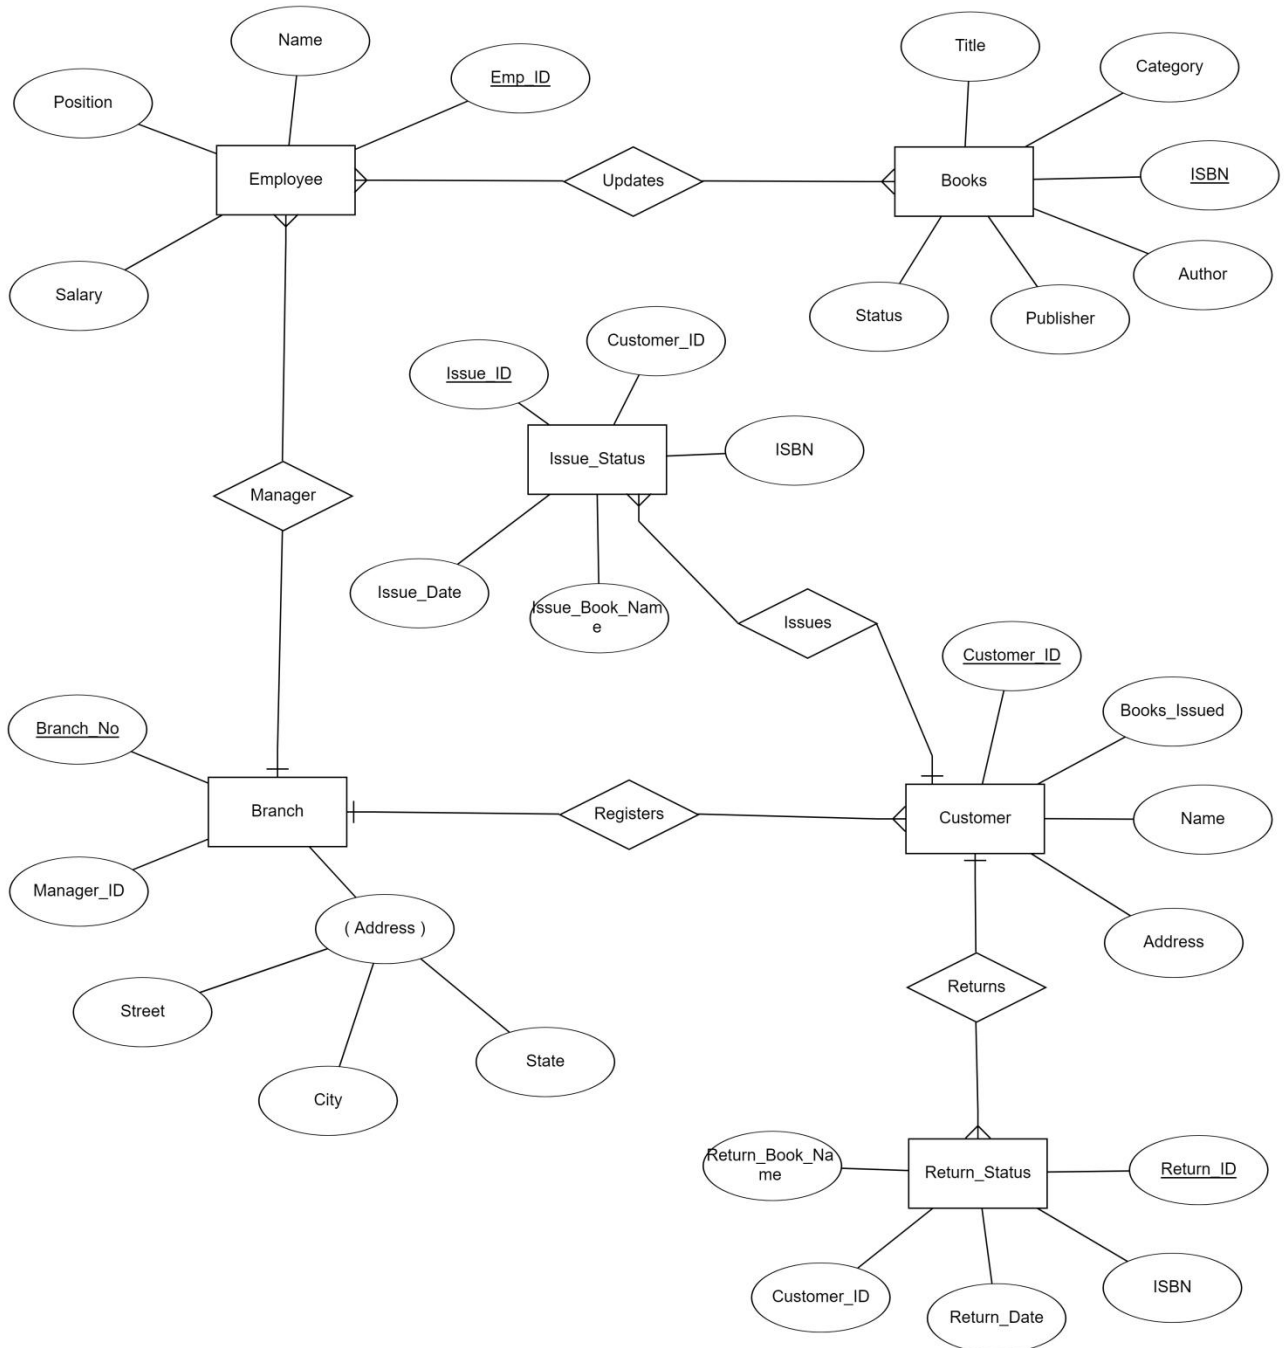 Name
Emp_ID
Position
Employee
Salary
Updates
Title
Category
Books
ISBN
Author
Status
Publisher
Customer_ID
Issue_ID
Issue_Status
ISBN
Issue_Date
Issue_Book_Nam
e
Manager
Issues
Customer_ID
Books_Issued
Branch_No
Branch
Registers
Customer
Name
Manager_ID
( Address )
Address
Street
City
State
Returns
Return_Book_Na
me
Return_Status
Return_ID
Customer_ID
Return_Date
ISBN